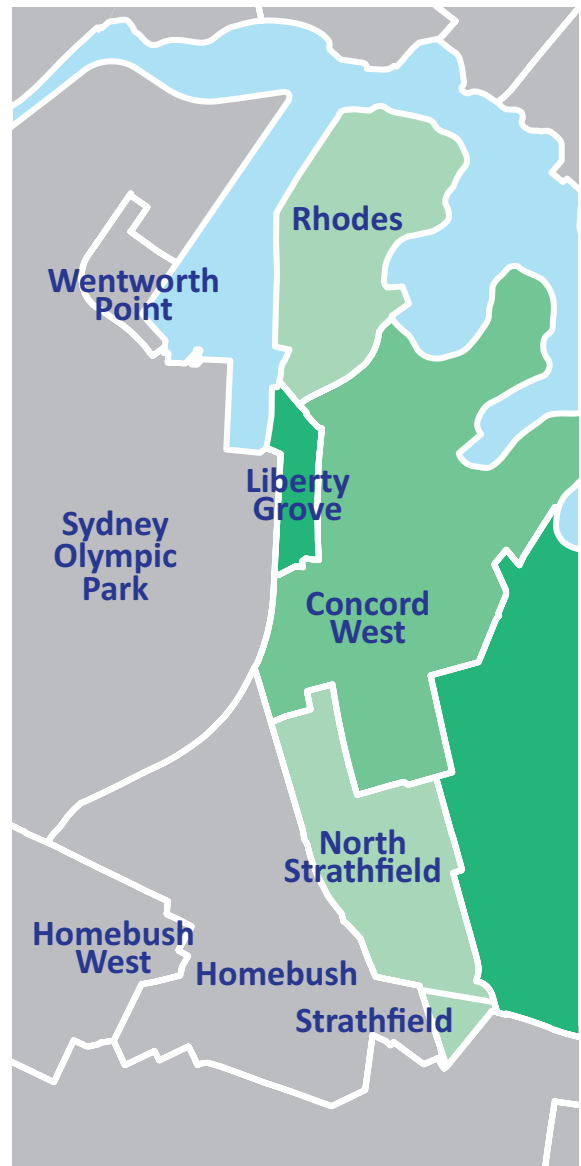 Rhodes
Wentworth
Point
Liberty
Grove
Sydney
Olympic
Park
Concord
West
North
Strathfield
Homebush
West
Homebush
Strathfield